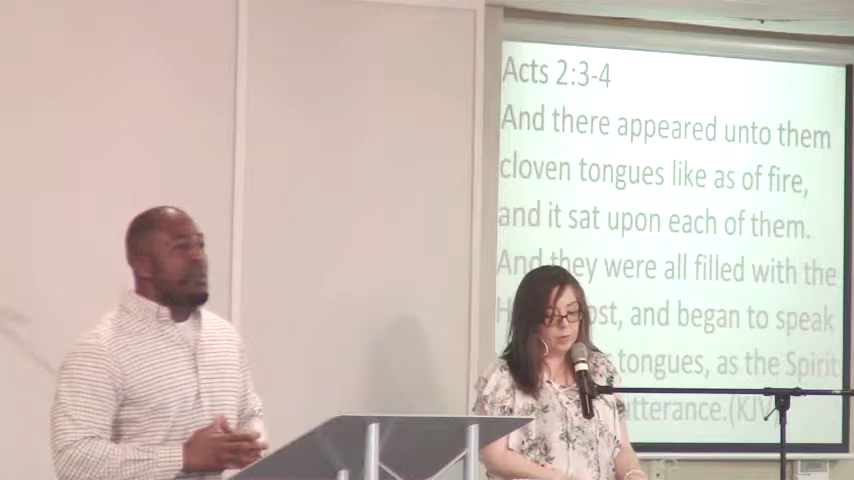 Acts 2:3-4
And there appeared unto them
cloven tongues like as of fire,
and it sat upon each of them.
And they were all filled with the
and began to speak
tongues, as the Spirit
utterance.(KJV)